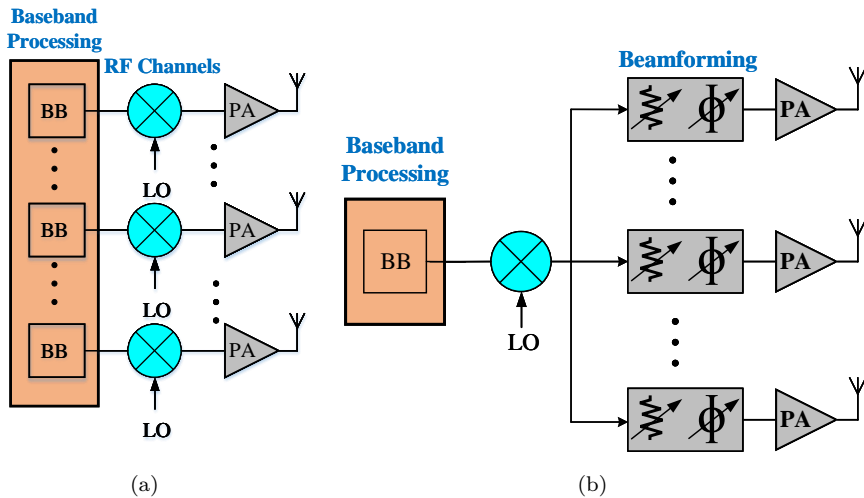 Baseband
Processing
RF Channels
BB
PA
LO
BB
PA
LO
BB
PA
LO
(a)
Beamforming
Baseband
Processing
BB
LO
ϕ
PA
ϕ
PA
ϕ
PA
(b)